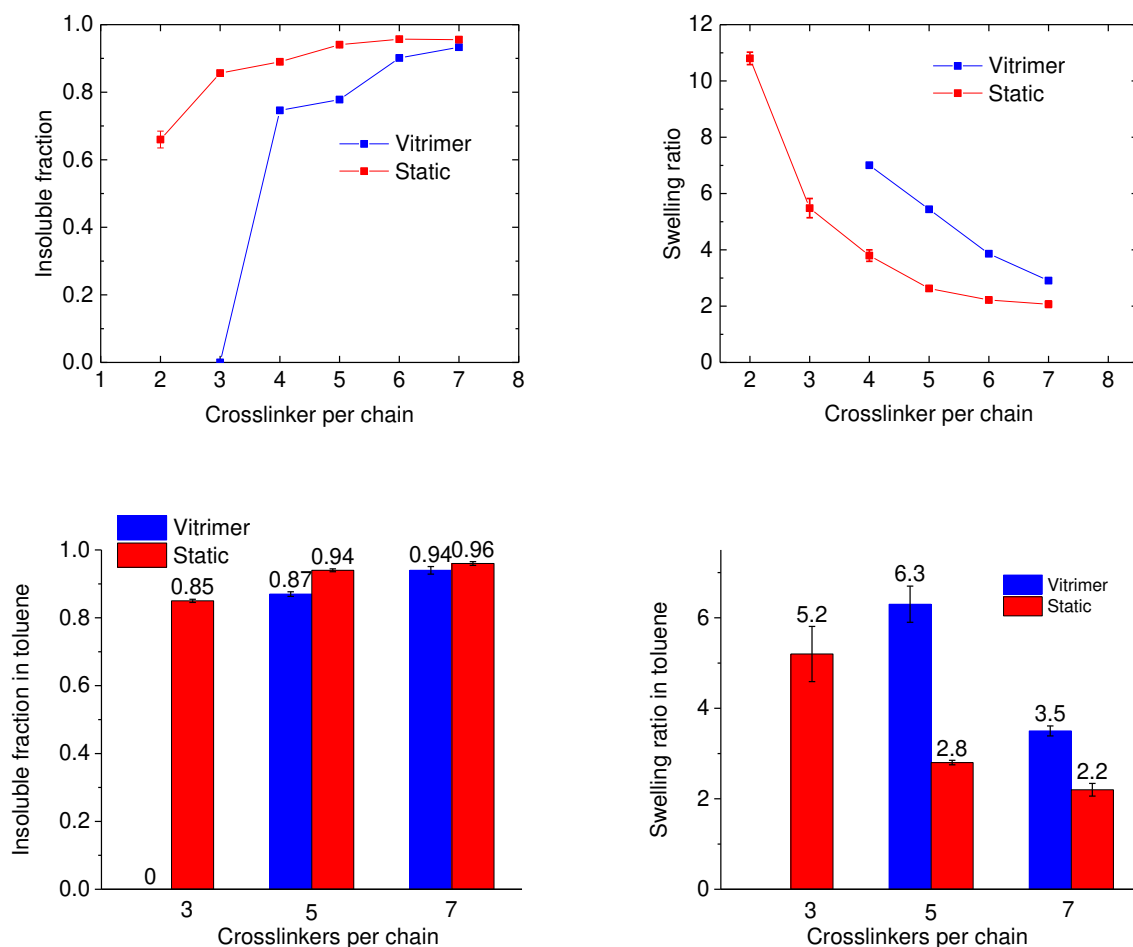 1.0
0.8
0.6
0.4
0.2
0.0
Insoluble fraction
Vitrimer
Static
1 2 3 4 5 6 7 8
Crosslinker per chain
12
10
8
6
4
2
0
Swelling ratio
Vitrimer
Static
2 3 4 5 6 7 8
Crosslinker per chain
Vitrimer
Static
1.0
0.8
0.6
0.4
0.2
0.0
Insoluble fraction in toluene
0 0.85 0.87 0.94 0.94 0.96
3 5 7
Crosslinkers per chain
6
4
2
0
Swelling ratio in toluene
Vitrimer
Static
5.2 6.3 2.8 3.5 2.2
3 5 7
Crosslinkers per chain